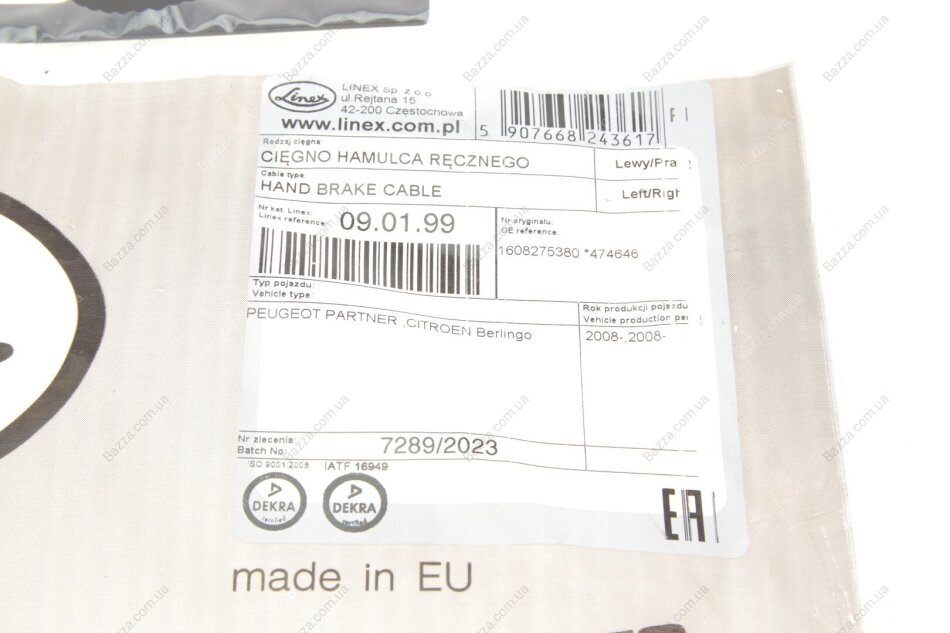 Linex
LINEX Sp. z o.o.
ul.Rejtana 15
42-200 Częstochowa
www.linex.com.pl
5 907668 243617
Rodzaj cięgna:
CIĘGNO HAMULCA RĘCZNEGO
Lewy/Pra
Cable type
HAND BRAKE CABLE
Left/Righ
Nr kat. Linex:
Linex reference:
09.01.99
Nr oryginału:
OE reference
1608275380 *474646
Typ pojazdu:
Vehicle type:
Rok produkcji pojazdu
Vehicle production per
PEUGEOT PARTNER ,CITROEN Berlingo
2008-,2008-
Nr zlecenia
Batch No
7289/2023
ISO 9001:2008 IATF 16949
DEKRA
certified
DEKRA
certified
EAC
made in EU
Bazza.com.ua